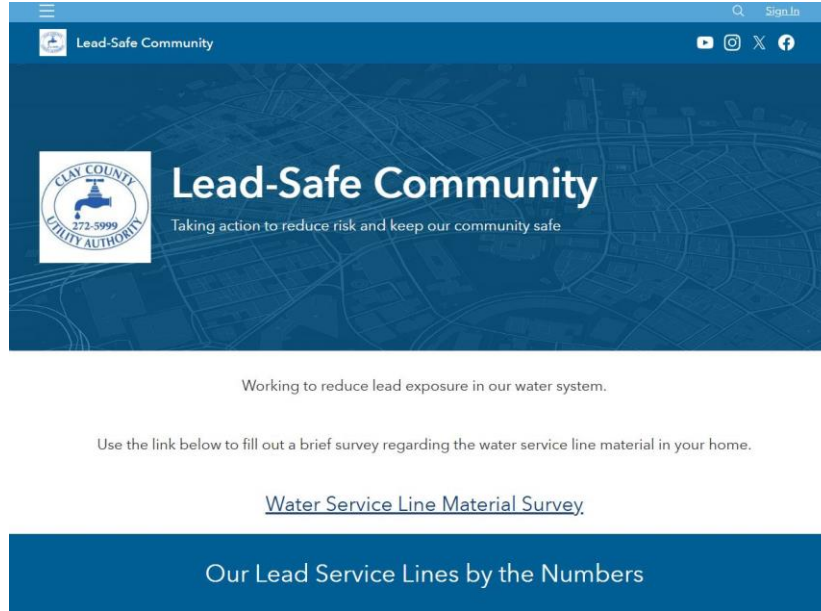 Sign In
Lead-Safe Community
CLAY COUNTY
272-5999
UTILITY AUTHORITY
Lead-Safe Community
Taking action to reduce risk and keep our community safe
Working to reduce lead exposure in our water system.
Use the link below to fill out a brief survey regarding the water service line material in your home.
Water Service Line Material Survey
Our Lead Service Lines by the Numbers